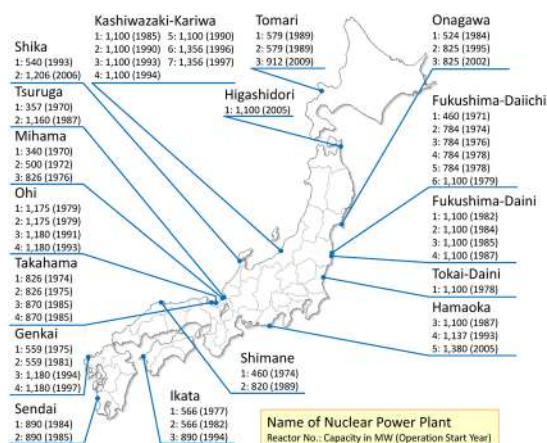 Kashiwazaki-Kariwa
1: 1,100 (1985) 5: 1,100 (1990)
2: 1,100 (1990) 6: 1,356 (1996)
3: 1,100 (1993) 7: 1,356 (1997)
4: 1,100 (1994)
Tomari
1: 579 (1989)
2: 579 (1989)
3: 912 (2009)
Onagawa
1: 524 (1984)
2: 825 (1995)
3: 825 (2002)
Shika
1: 540 (1993)
2: 1,206 (2006)
Higashidori
1: 1,100 (2005)
Tsuruga
1: 357 (1970)
2: 1,160 (1987)
Fukushima-Daiichi
1: 460 (1971)
2: 784 (1974)
3: 784 (1976)
4: 784 (1978)
5: 784 (1978)
6: 1,100 (1979)
Mihama
1: 340 (1970)
2: 500 (1972)
3: 826 (1976)
Fukushima-Daini
1: 1,100 (1982)
2: 1,100 (1984)
3: 1,100 (1985)
4: 1,100 (1987)
Ohi
1: 1,175 (1979)
2: 1,175 (1979)
3: 1,180 (1991)
4: 1,180 (1993)
Tokai-Daini
1: 1,100 (1978)
Takahama
1: 826 (1974)
2: 826 (1975)
3: 870 (1985)
4: 870 (1985)
Hamaoka
3: 1,100 (1987)
4: 1,137 (1993)
5: 1,380 (2005)
Genkai
1: 559 (1975)
2: 559 (1981)
3: 1,180 (1994)
4: 1,180 (1997)
Shimane
1: 460 (1974)
2: 820 (1989)
Sendai
1: 890 (1984)
2: 890 (1985)
Ikata
1: 566 (1977)
2: 566 (1982)
3: 890 (1994)
Name of Nuclear Power Plant
Reactor No.: Capacity in MW (Operation Start Year)